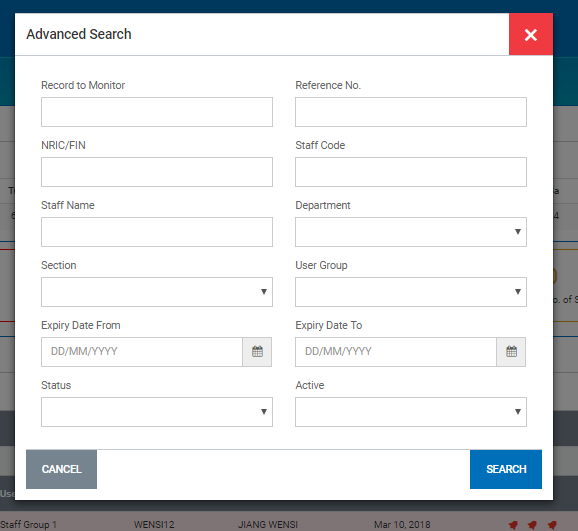 Advanced Search
Record to Monitor Reference No.
NRIC/FIN Staff Code
Staff Name Department
Section User Group
Expiry Date From Expiry Date To
DD/MM/YYYY DD/MM/YYYY
Status Active
CANCEL SEARCH
Staff Group 1 WENSI12 JIANG WENSI Mar 10, 2018